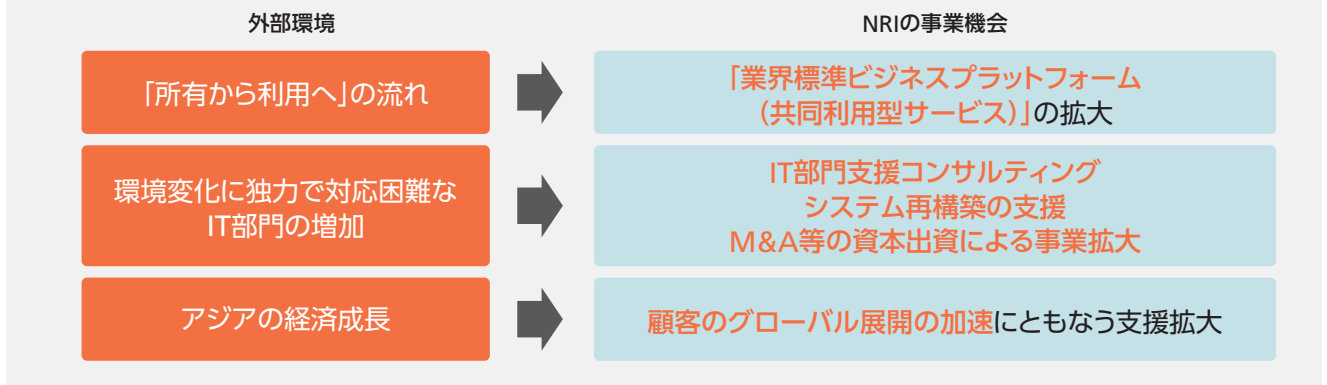 外部環境
NRIの事業機会
「所有から利用へ」の流れ
「業界標準ビジネスプラットフォーム
(共同利用型サービス)」の拡大
環境変化に独力で対応困難な
IT部門の増加
IT部門支援コンサルティング
システム再構築の支援
M&A等の資本出資による事業拡大
アジアの経済成長
顧客のグローバル展開の加速にともなう支援拡大